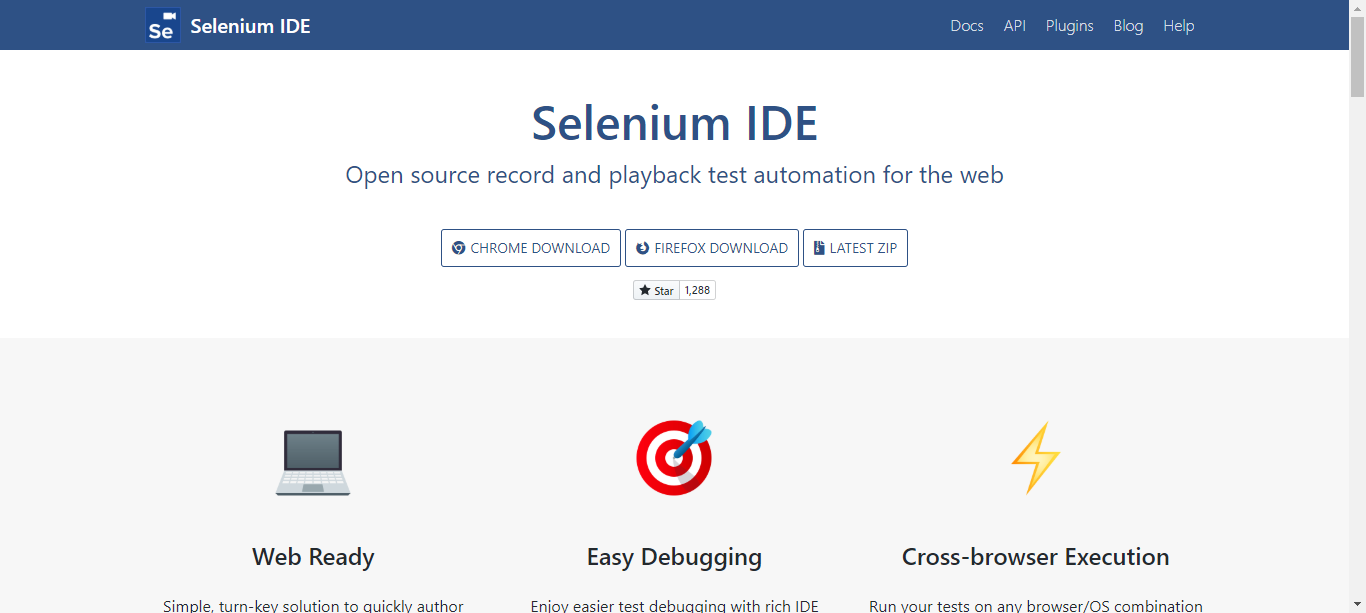 Se Selenium IDE Docs API Plugins Blog Help
Selenium IDE
Open source record and playback test automation for the web
CHROME DOWNLOAD FIREFOX DOWNLOAD LATEST ZIP
Star 1,288
Web Ready Easy Debugging Cross-browser Execution
Simple, turn-key solution to quickly author Enjoy easier test debugging with rich IDE Run your tests on any browser/OS combination